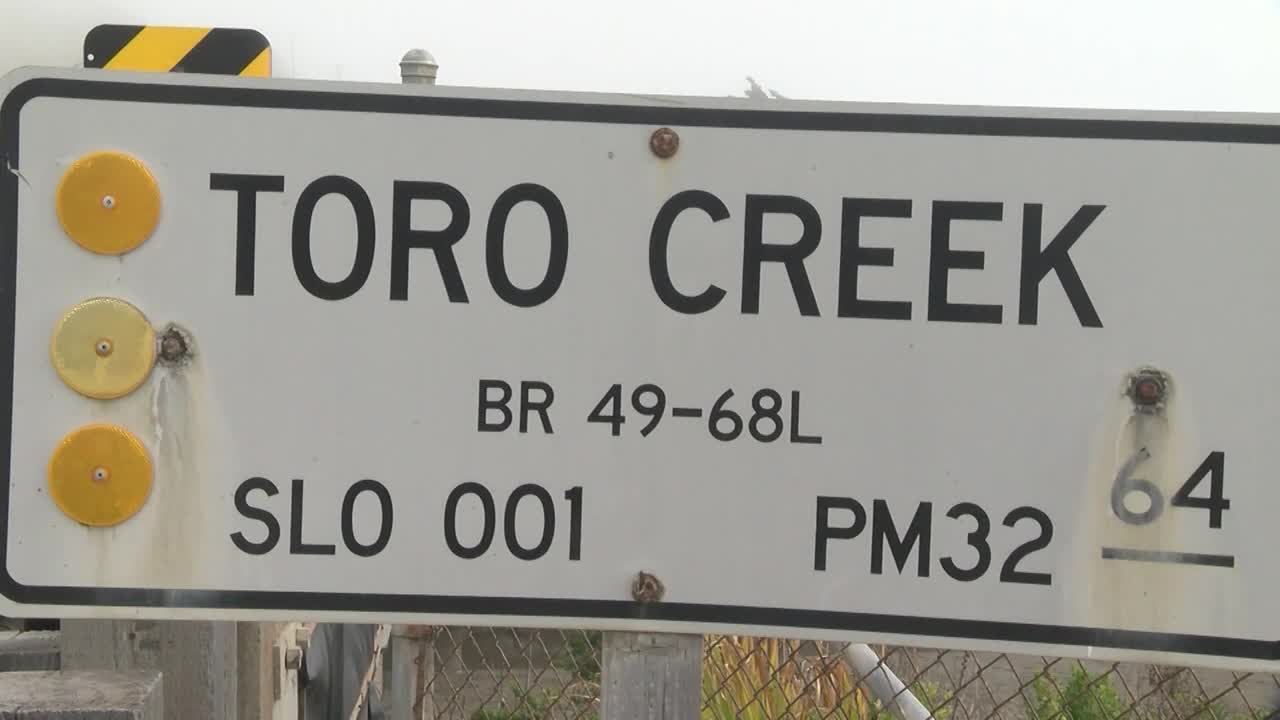 TORO CREEK
BR 49-68L
SLO 001 PM32 64